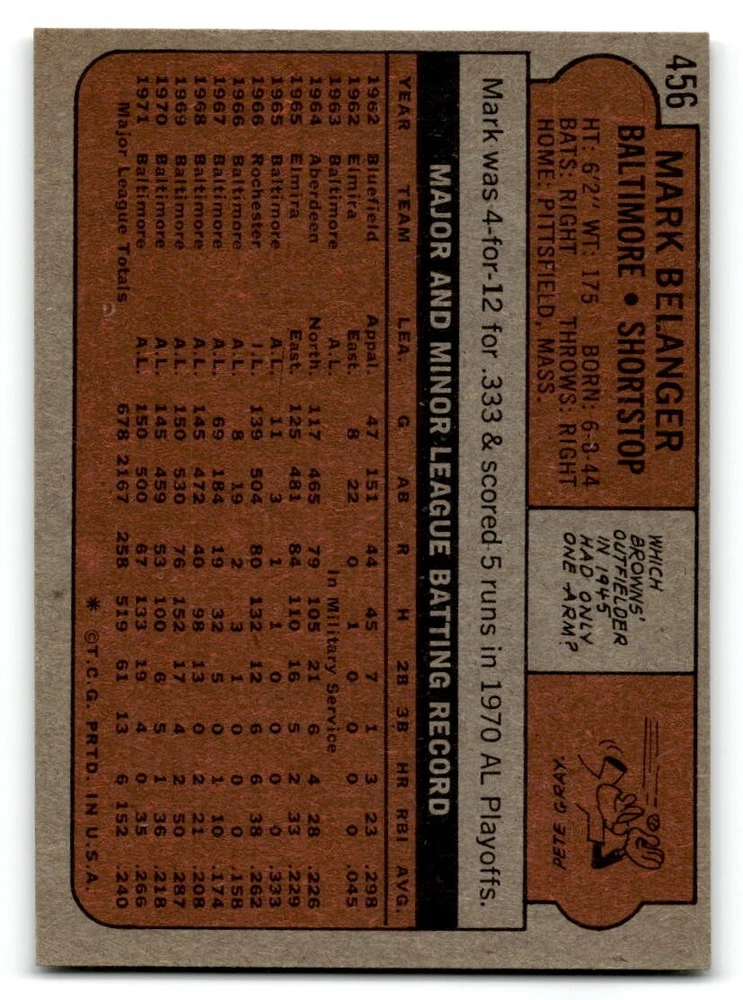 456
MARK BELANGER
BALTIMORE • SHORTSTOP
HT: 6'2" WT: 175 BORN: 6-3-44
BATS: RIGHT THROWS: RIGHT
HOME: PITTSFIELD, MASS.
WHICH
BROWNS'
OUTFIELDER
IN 1945
HAD ONLY
ONE ARM?
PETE GRAY
Mark was 4-for-12 for .333 & scored 5 runs in 1970 AL Playoffs.
MAJOR AND MINOR LEAGUE BATTING RECORD
YEAR TEAM LEA. G AB R H 2B 3B HR RBI AVG.
1962 Bluefield Appal. 47 151 44 45 7 1 3 23 .298
1962 Elmira East. 8 22 0 1 0 0 0 0 .045
1963 Baltimore A.L. In Military Service
1964 Aberdeen North. 117 465 79 105 21 6 4 28 .226
1965 Elmira East. 125 481 84 110 16 5 2 33 .229
1965 Baltimore A.L. 11 3 1 1 0 0 0 0 .333
1966 Rochester I.L. 139 504 80 132 12 6 6 38 .262
1966 Baltimore A.L. 8 19 2 3 1 0 0 0 .158
1967 Baltimore A.L. 69 184 19 32 5 0 1 10 .174
1968 Baltimore A.L. 145 472 40 98 13 0 2 21 .208
1969 Baltimore A.L. 150 530 76 152 17 4 2 50 .287
1970 Baltimore A.L. 145 459 53 100 6 5 1 36 .218
1971 Baltimore A.L. 150 500 67 133 19 4 0 35 .266
Major League Totals 678 2167 258 519 61 13 6 152 .240
* ©T.C.G. PRTD. IN U.S.A.